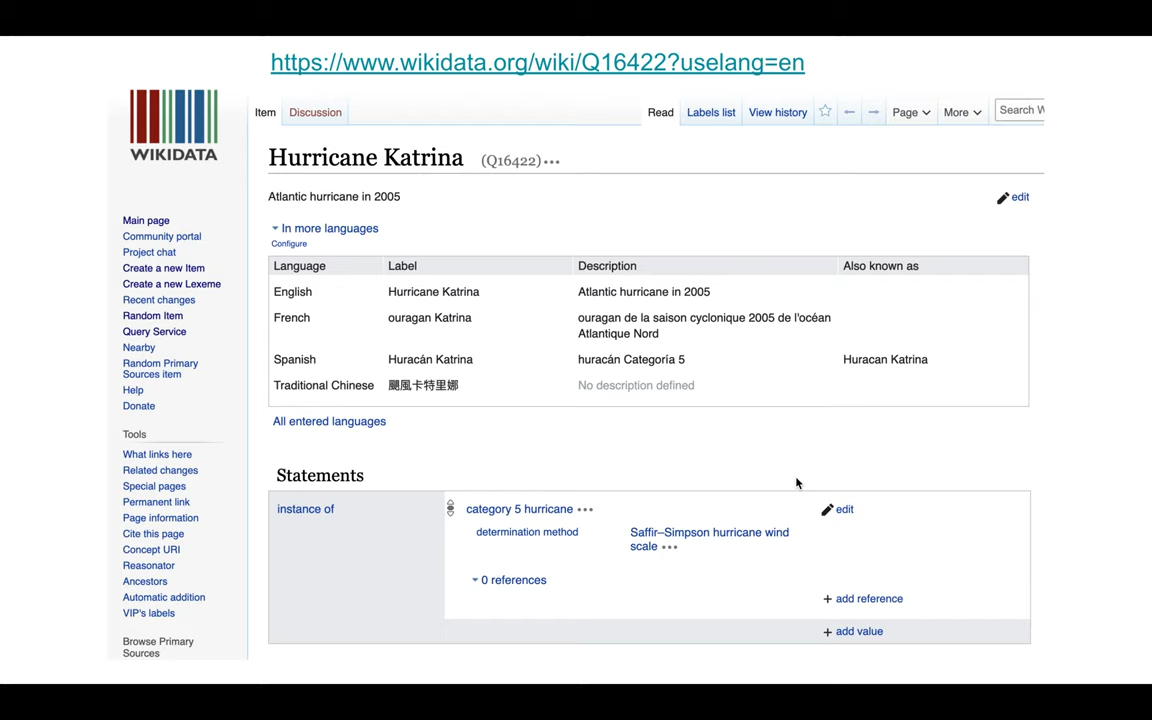 https://www.wikidata.org/wiki/Q16422?uselang=en
WIKIDATA
Item Discussion Read Labels list View history Page More Search W
Hurricane Katrina (Q16422)
Atlantic hurricane in 2005 edit
In more languages
Configure
Language Label Description Also known as
English Hurricane Katrina Atlantic hurricane in 2005
French ouragan Katrina ouragan de la saison cyclonique 2005 de l'océan
Atlantique Nord
Spanish Huracán Katrina huracán Categoría 5 Huracan Katrina
Traditional Chinese 颶風卡特里娜 No description defined
All entered languages
Statements
instance of category 5 hurricane edit
determination method Saffir–Simpson hurricane wind
scale
0 references
+ add reference
+ add value
Main page
Community portal
Project chat
Create a new Item
Create a new Lexeme
Recent changes
Random Item
Query Service
Nearby
Random Primary
Sources item
Help
Donate
Tools
What links here
Related changes
Special pages
Permanent link
Page information
Cite this page
Concept URI
Reasonator
Ancestors
Automatic addition
VIP's labels
Browse Primary
Sources